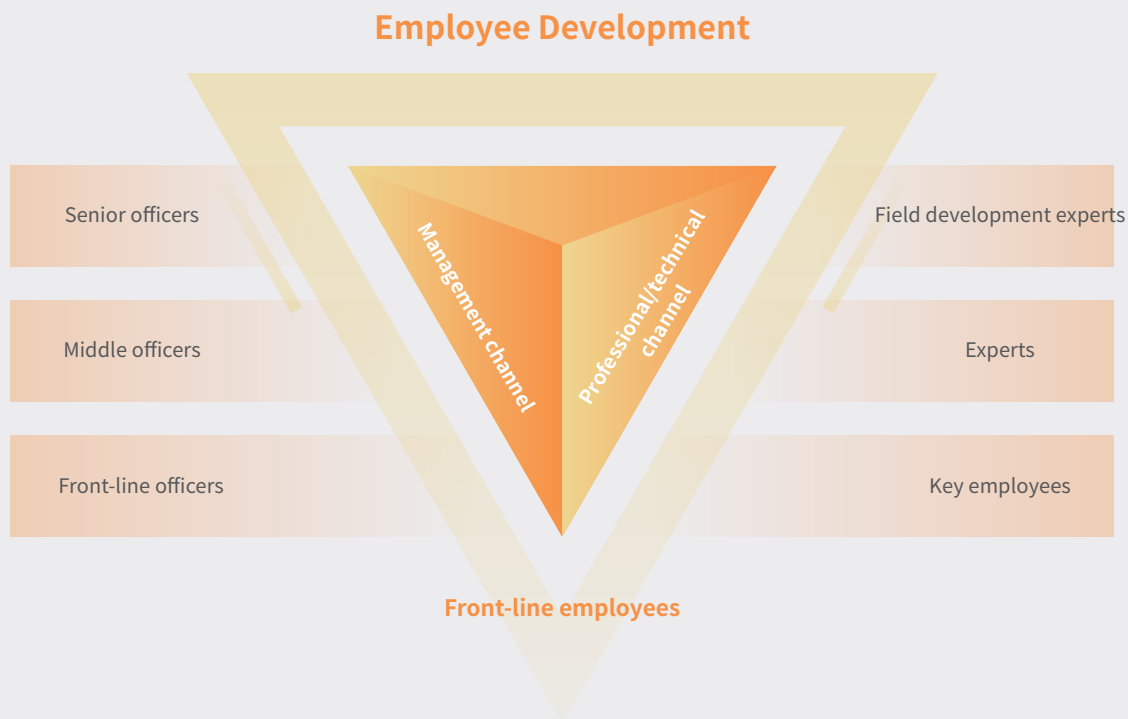 Employee Development
Senior officers
Field development experts
Management channel
Professional/technical
channel
Middle officers
Experts
Front-line officers
Key employees
Front-line employees